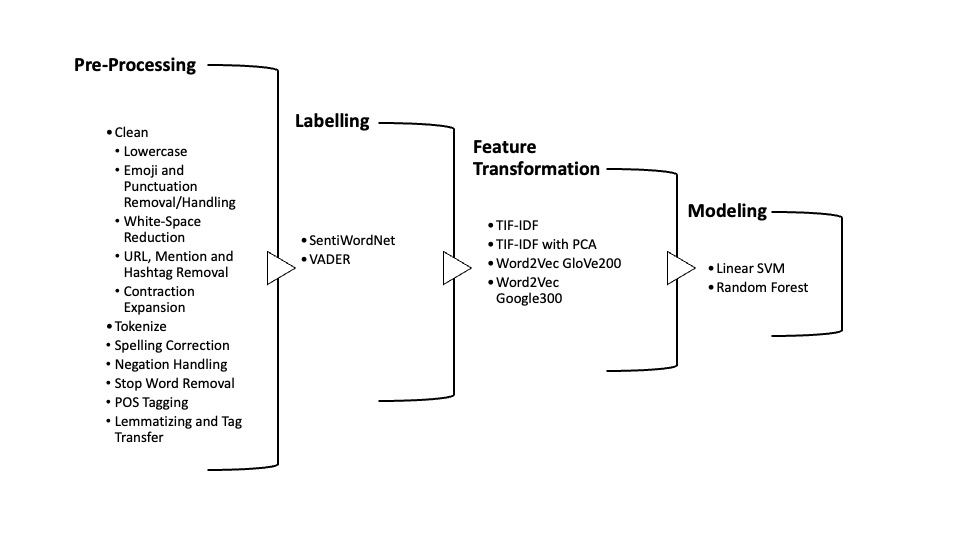 Pre-Processing
• Clean
• Lowercase
• Emoji and
Punctuation
Removal/Handling
• White-Space
Reduction
• URL, Mention and
Hashtag Removal
• Contraction
Expansion
• Tokenize
• Spelling Correction
• Negation Handling
• Stop Word Removal
• POS Tagging
• Lemmatizing and Tag
Transfer
Labelling
• SentiWordNet
• VADER
Feature
Transformation
• TIF-IDF
• TIF-IDF with PCA
• Word2Vec GloVe200
• Word2Vec
Google300
Modeling
• Linear SVM
• Random Forest